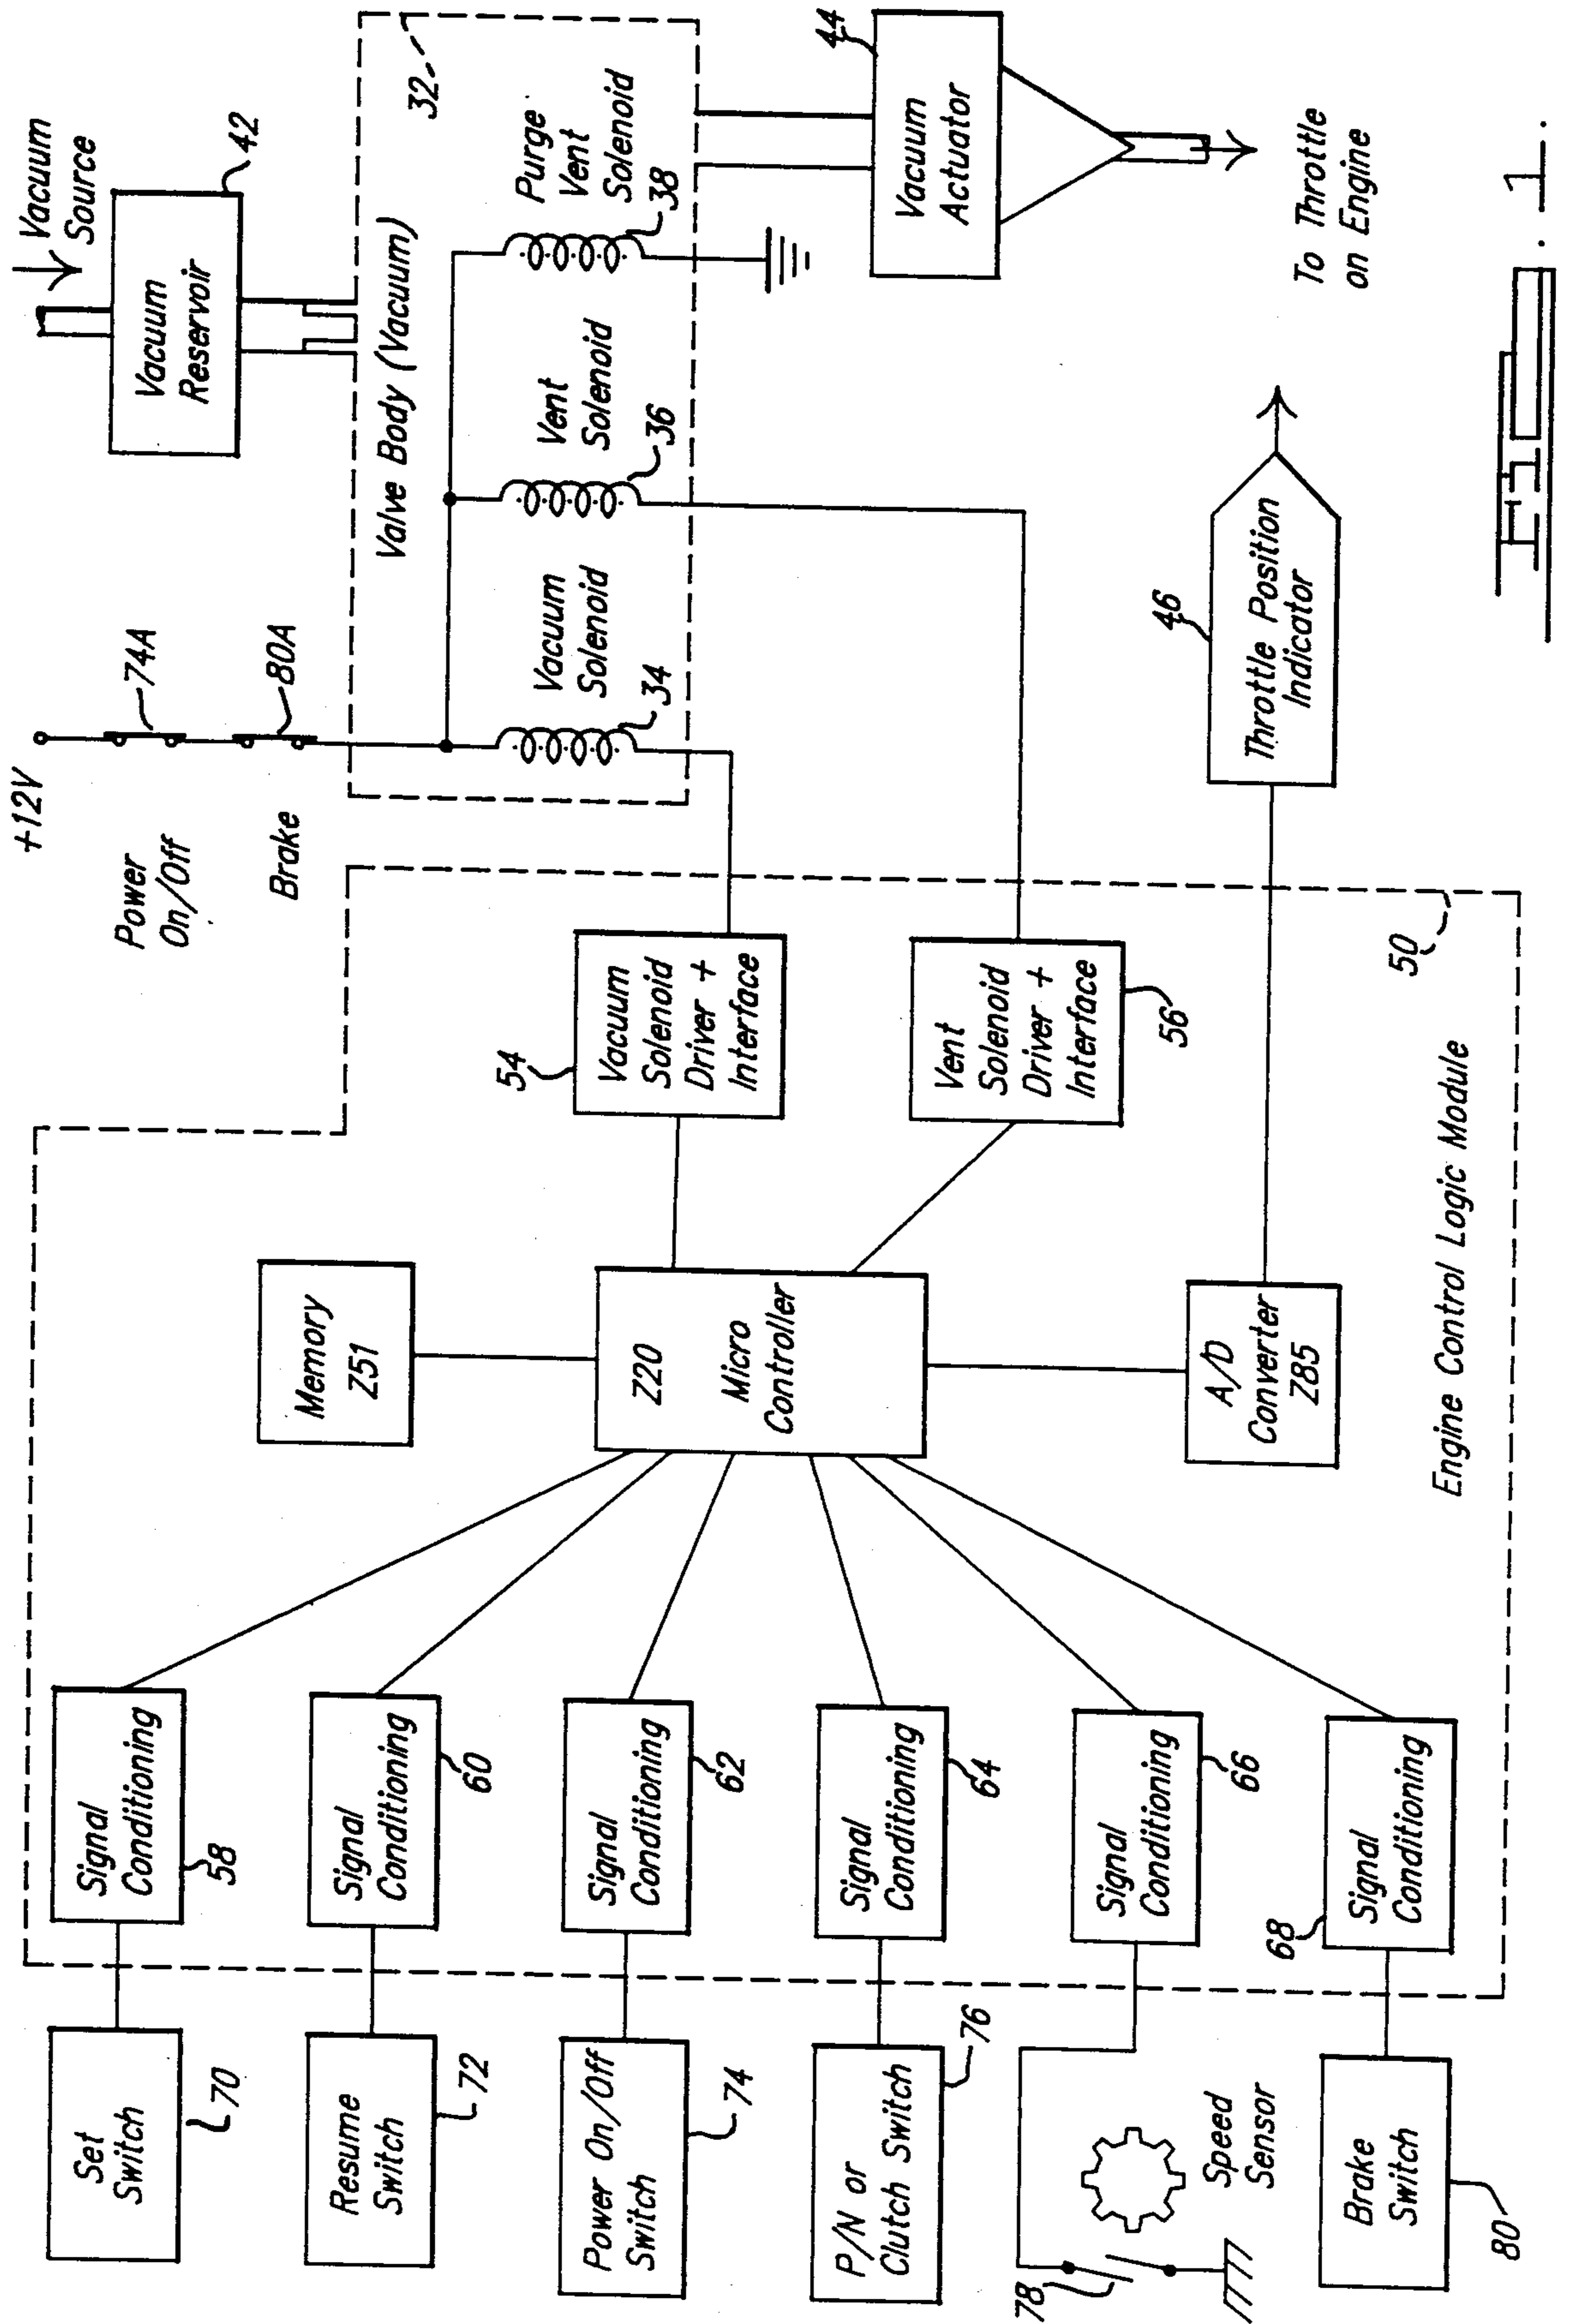 Set
Switch
70
Resume
Switch
72
Power On/Off
Switch
74
P/N or
Clutch Switch
76
78
Speed
Sensor
Brake
Switch
80
Signal
Conditioning
58
Signal
Conditioning
60
Signal
Conditioning
62
Signal
Conditioning
64
Signal
Conditioning
66
68
Signal
Conditioning
Memory
Z51
Z20
Micro
Controller
A/D
Converter
Z85
Engine Control Logic Module
50
54
Vacuum
Solenoid
Driver +
Interface
Vent
Solenoid
Driver +
Interface
56
+12V
Power
On/Off
74A
Brake
80A
Valve Body (Vacuum)
Vacuum
Solenoid
34
Vent
Solenoid
36
Purge
Vent
Solenoid
38
32
Vacuum
Source
Vacuum
Reservoir
42
44
Vacuum
Actuator
To Throttle
on Engine
46
Throttle Position
Indicator
FIG. 1.